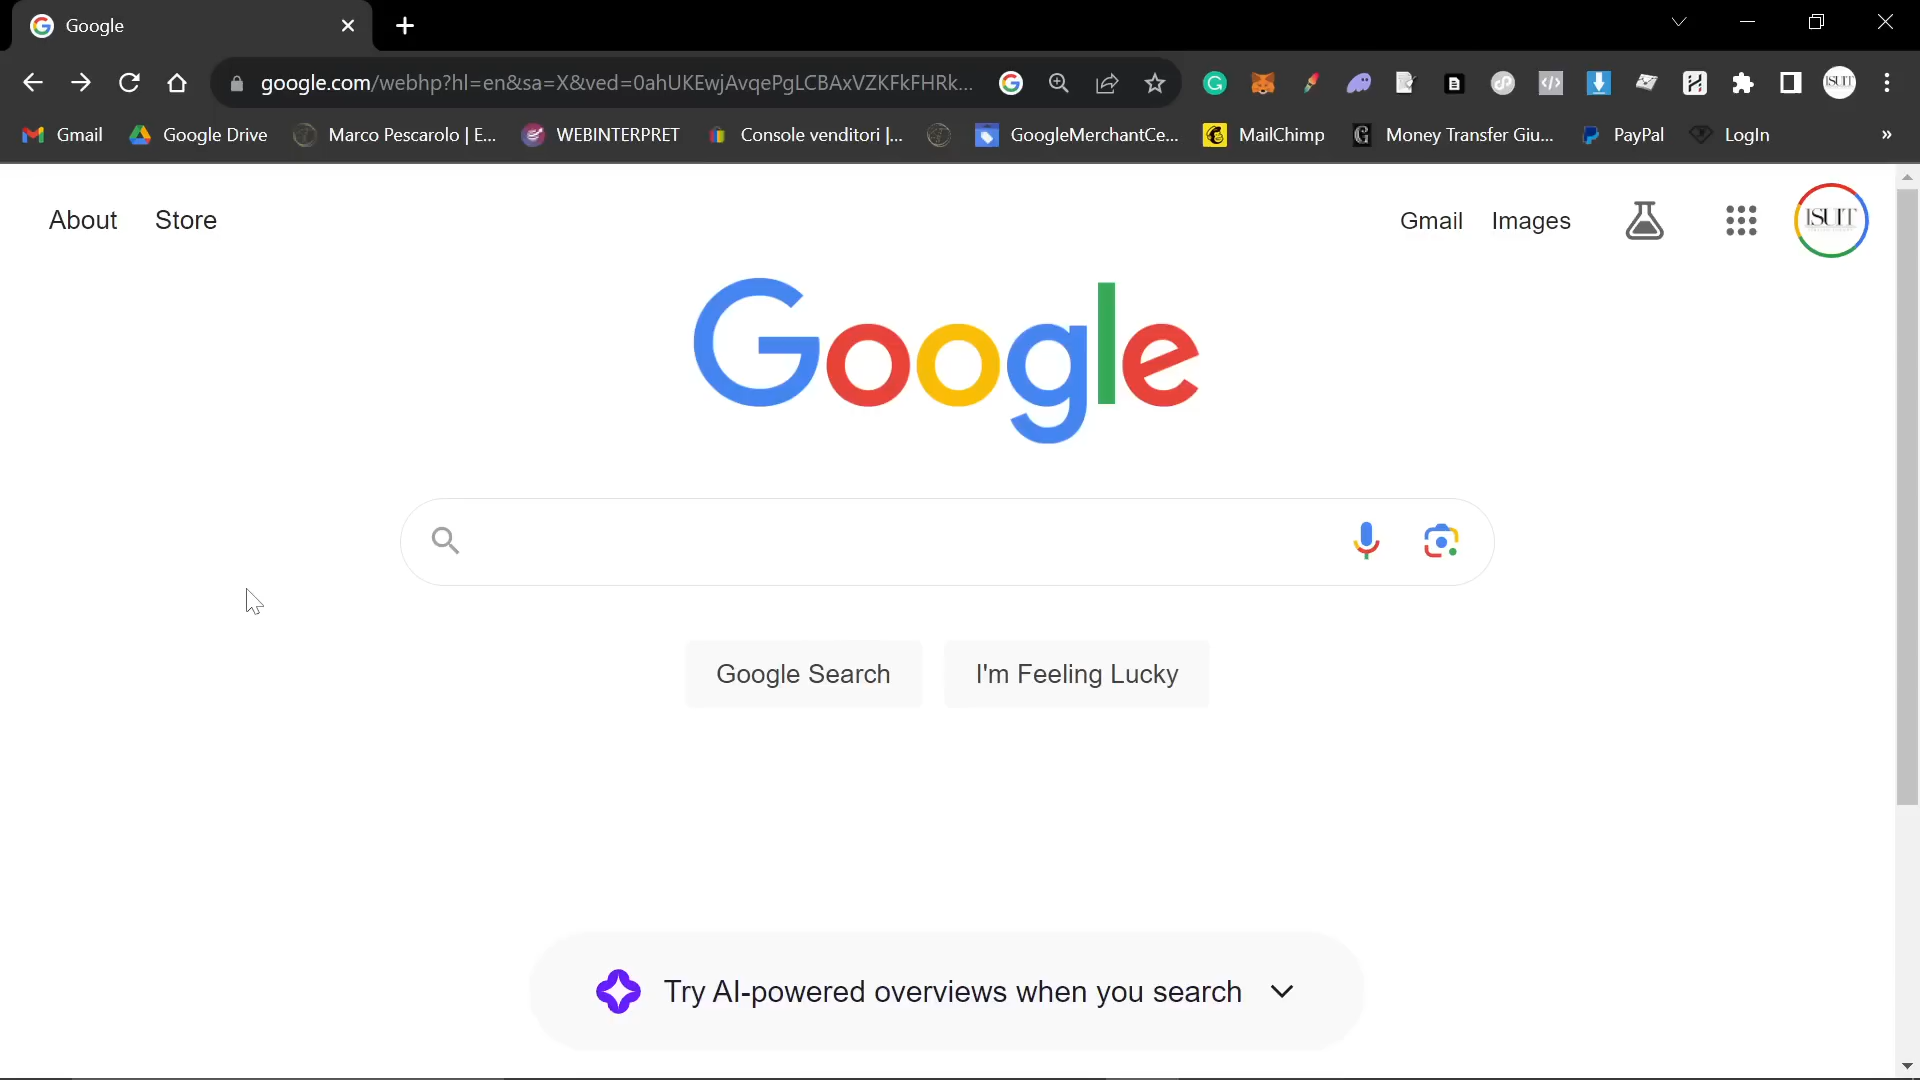 Google
google.com/webhp?hl=en&sa=X&ved=0ahUKEwjAvqePgLCBAxVZKFkFHRk...
Gmail Google Drive Marco Pescarolo | E... WEBINTERPRET Console venditori |... GoogleMerchantCe... MailChimp Money Transfer Giu... PayPal LogIn »
About Store Gmail Images ISUIT
Google
Google Search I'm Feeling Lucky
Try AI-powered overviews when you search